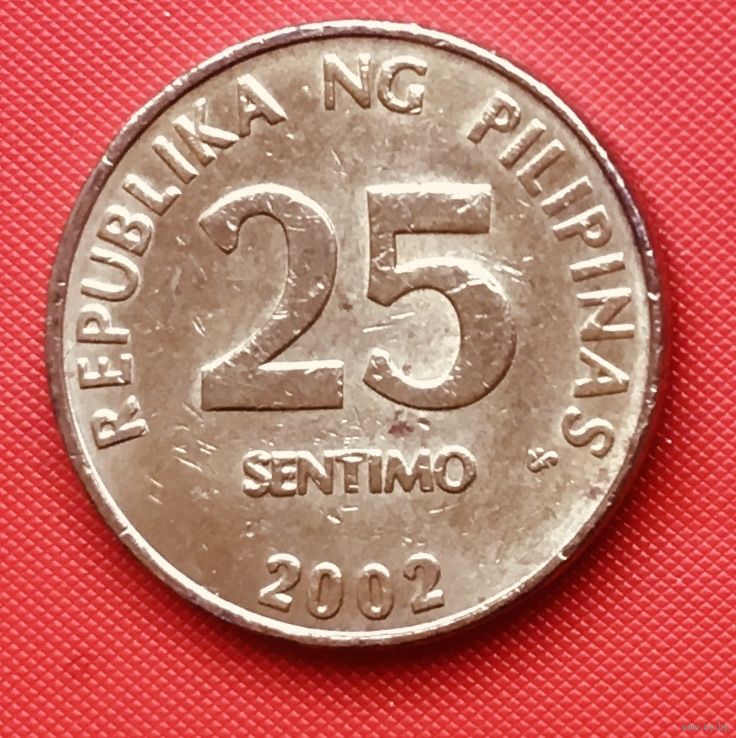 REPUBLIKA NG PILIPINAS
25
SENTIMO
2002